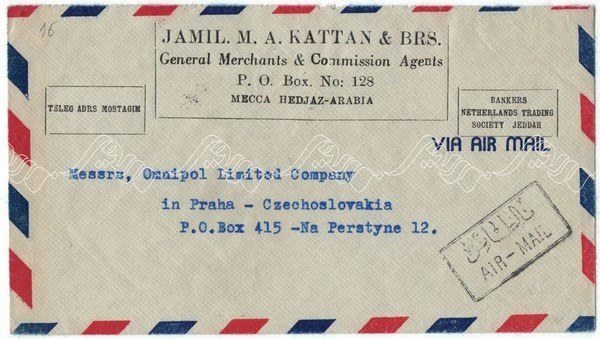 16
JAMIL. M. A. KATTAN & BRS.
General Merchants & Commission Agents
P. O. Box. No: 128
MECCA HEDJAZ-ARABIA
TELEG ADRS MOSTAGIM
BANKERS
NETHERLANDS TRADING
SOCIETY JEDDAH
VIA AIR MAIL
Messrs, Omnipol Limited Company
in Praha - Czechoslovakia
P.O.Box 415 -Na Perstyne 12.
AIR-MAIL